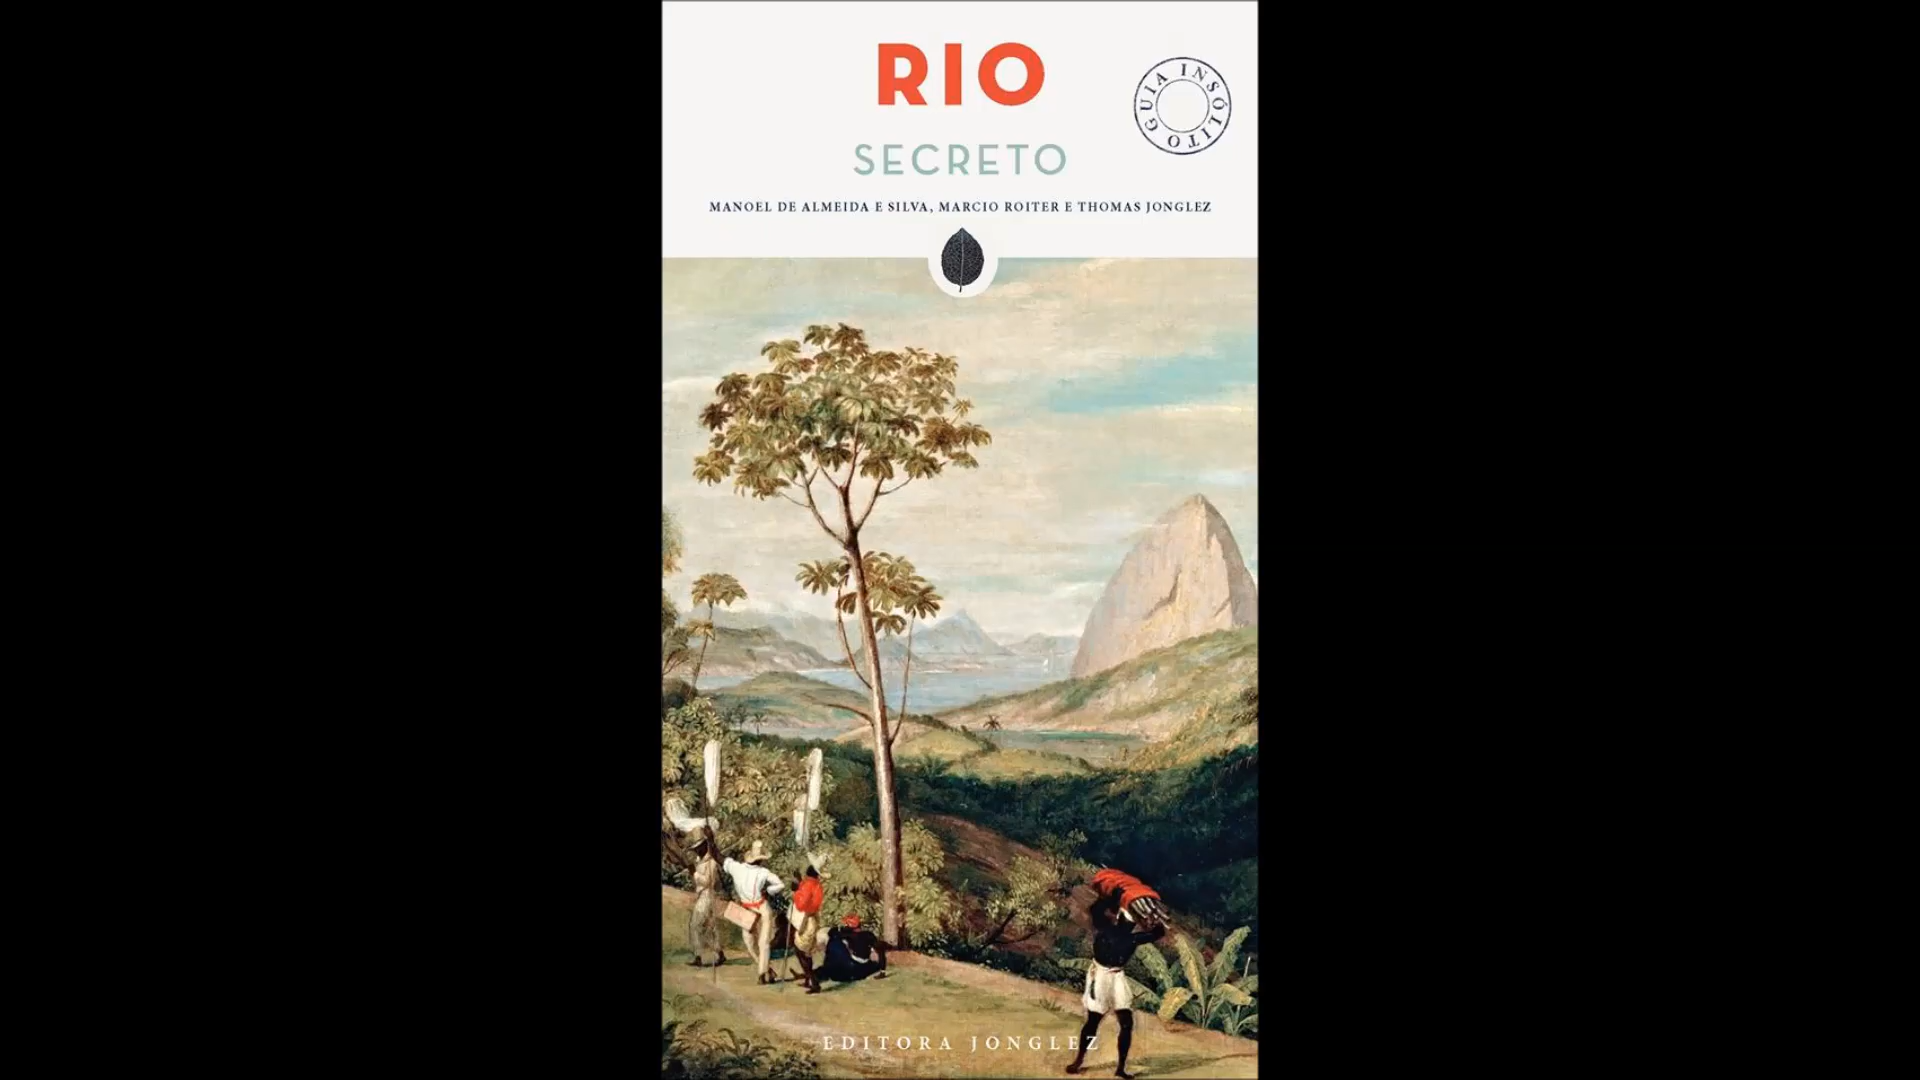 RIO
SECRETO
GUIA INSÓLITO
MANOEL DE ALMEIDA E SILVA, MARCIO ROITER E THOMAS JONGLEZ
EDITORA JONGLEZ